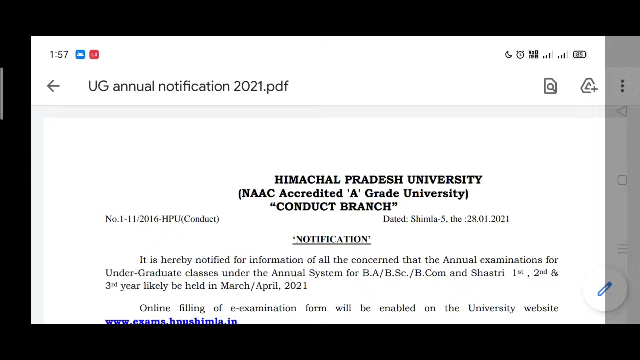 1:57
UG annual notification 2021.pdf
HIMACHAL PRADESH UNIVERSITY
(NAAC Accredited 'A' Grade University)
“CONDUCT BRANCH”
No.1-11/2016-HPU(Conduct) Dated: Shimla-5, the :28.01.2021
‘NOTIFICATION’
It is hereby notified for information of all the concerned that the Annual examinations for
Under-Graduate classes under the Annual System for B.A/B.Sc./B.Com and Shastri 1st , 2nd &
3rd year likely be held in March/April, 2021
Online filling of e-examination form will be enabled on the University website
www.exams.hpushimla.in